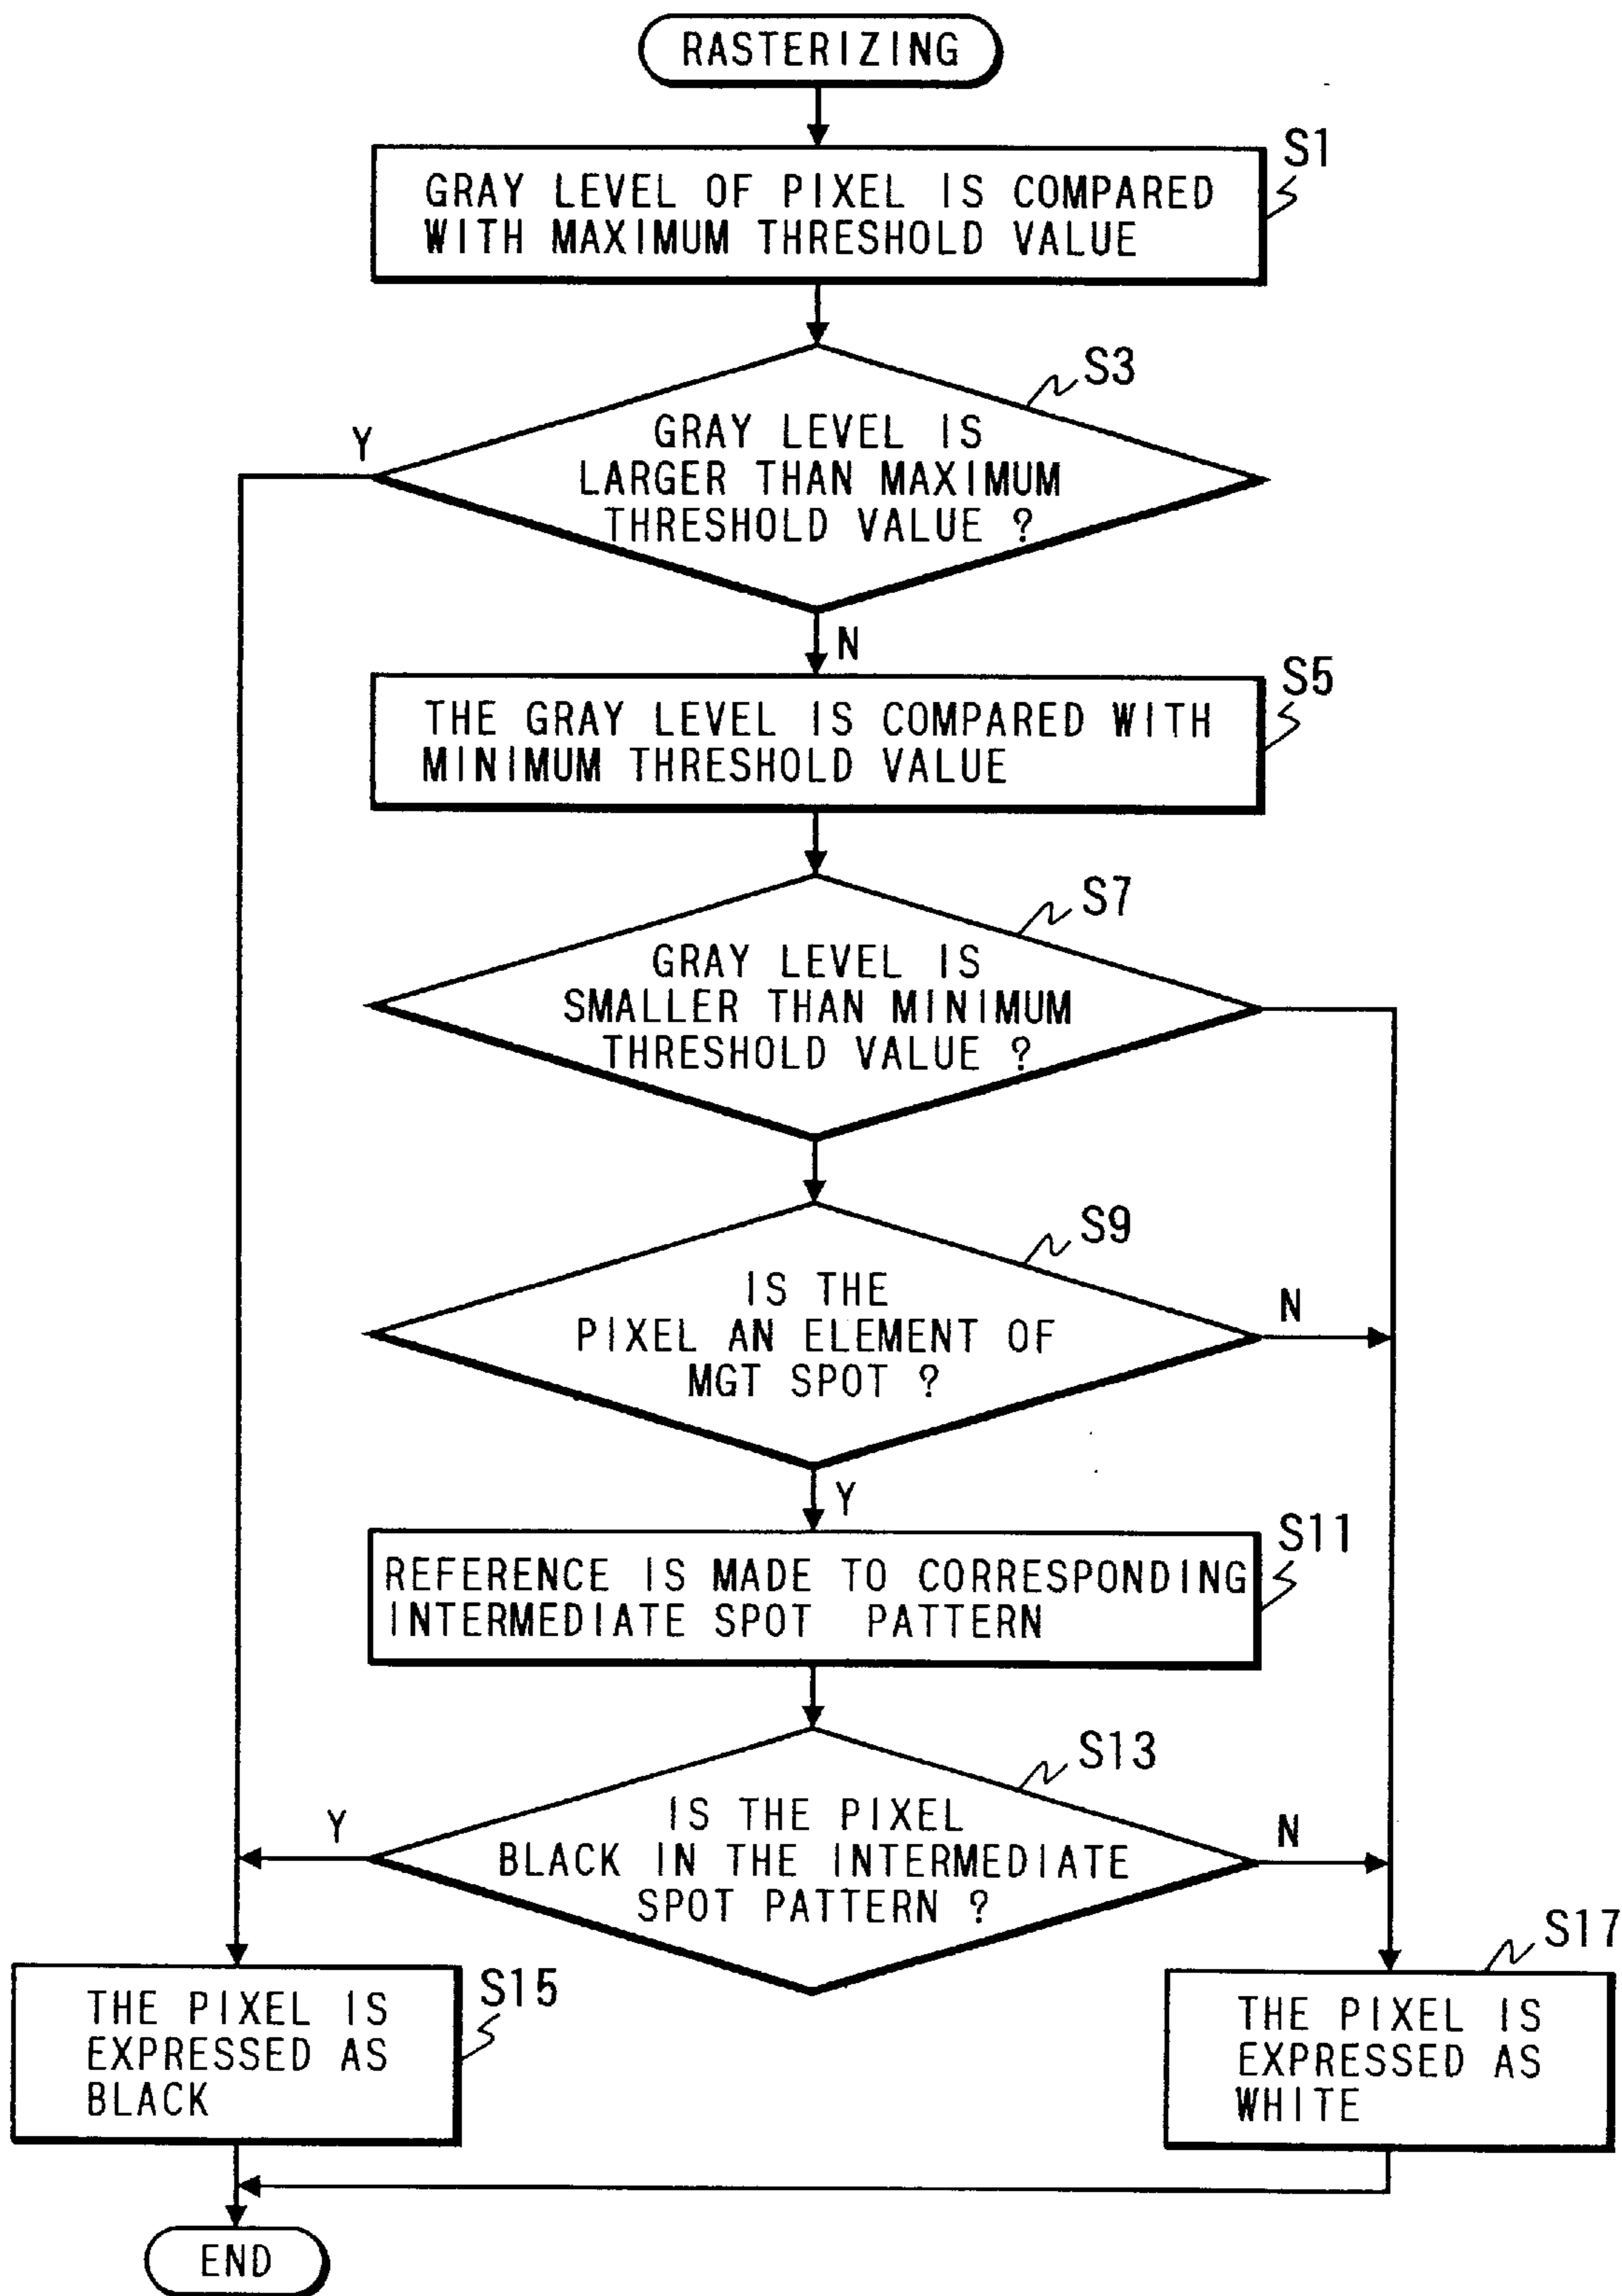 RASTERIZING
S1
GRAY LEVEL OF PIXEL IS COMPARED
WITH MAXIMUM THRESHOLD VALUE
S3
GRAY LEVEL IS
LARGER THAN MAXIMUM
THRESHOLD VALUE ?
Y
N
S5
THE GRAY LEVEL IS COMPARED WITH
MINIMUM THRESHOLD VALUE
S7
GRAY LEVEL IS
SMALLER THAN MINIMUM
THRESHOLD VALUE ?
S9
IS THE
PIXEL AN ELEMENT OF
MGT SPOT ?
N
Y
S11
REFERENCE IS MADE TO CORRESPONDING
INTERMEDIATE SPOT PATTERN
S13
IS THE PIXEL
BLACK IN THE INTERMEDIATE
SPOT PATTERN ?
Y
N
S15
THE PIXEL IS
EXPRESSED AS
BLACK
S17
THE PIXEL IS
EXPRESSED AS
WHITE
END